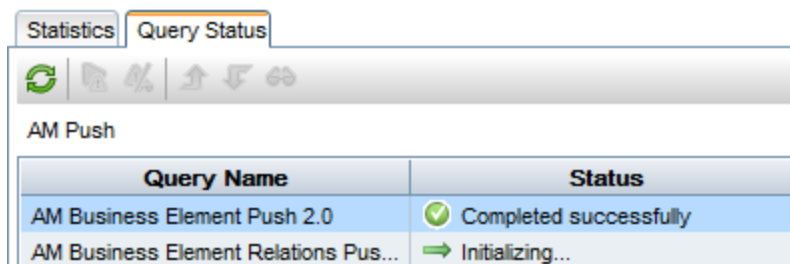 Statistics Query Status
AM Push
Query Name Status
AM Business Element Push 2.0 Completed successfully
AM Business Element Relations Pus... Initializing...